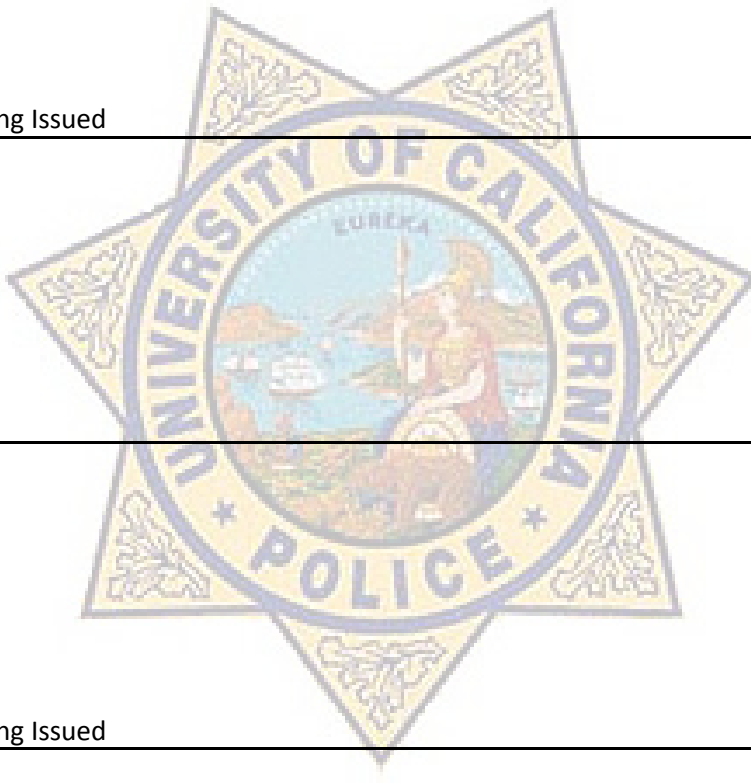 ng Issued
UNIVERSITY OF CALIFORNIA
EUREKA
* POLICE *
ng Issued